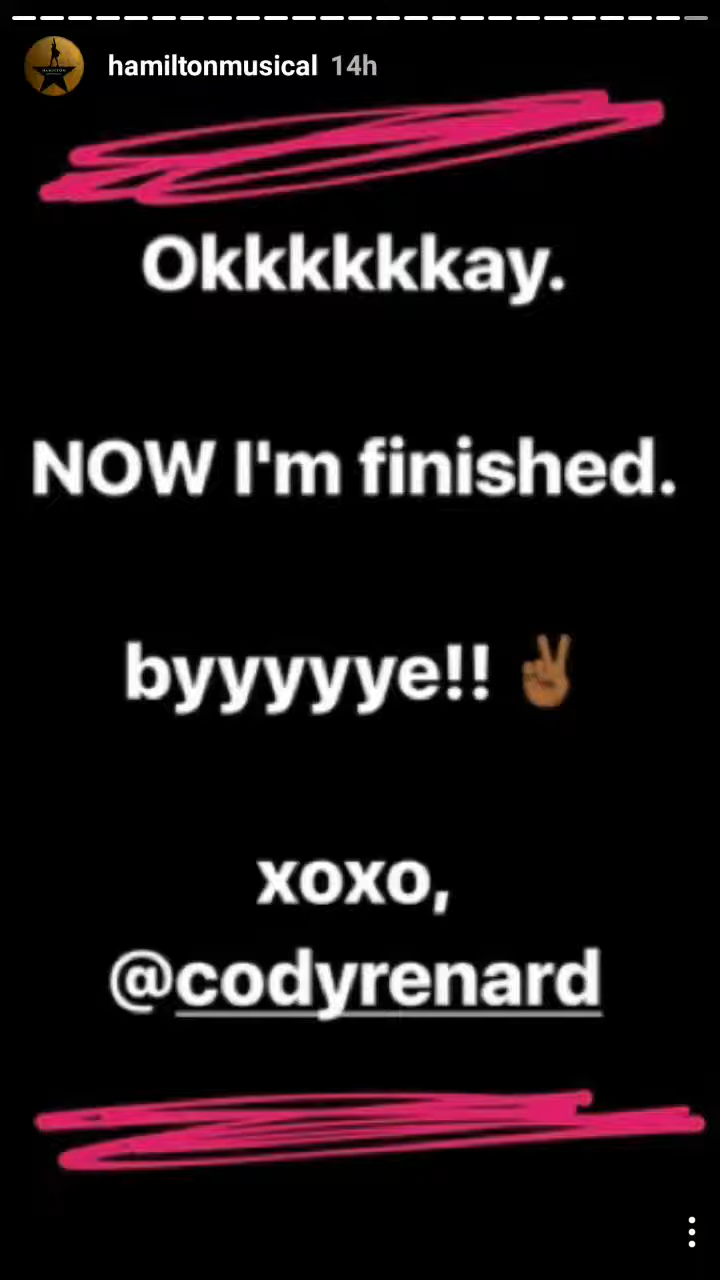 hamiltonmusical 14h
Okkkkkkay.
NOW I'm finished.
byyyyye!! ✌🏾
xoxo,
@codyrenard